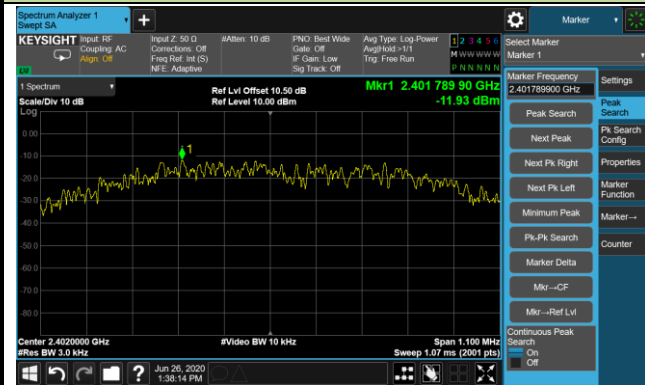 Spectrum Analyzer 1
Swept SA
+
Marker
KEYSIGHT
Input: RF
Coupling: AC
Align: Off
Input Z: 50 Ω
Corrections: Off
Freq Ref: Int (S)
NFE: Adaptive
#Atten: 10 dB
PNO: Best Wide
Gate: Off
IF Gain: Low
Sig Track: Off
Avg Type: Log-Power
Avg|Hold:>1/1
Trig: Free Run
1 2 3 4 5 6
M W W W W W
P N N N N N
Select Marker
Marker 1
1 Spectrum
Scale/Div 10 dB
Log
Ref Lvl Offset 10.50 dB
Ref Level 10.00 dBm
Mkr1 2.401 789 90 GHz
-11.93 dBm
Marker Frequency
2.401789900 GHz
Settings
Peak Search
Peak
Search
Next Peak
Pk Search
Config
Next Pk Right
Properties
Next Pk Left
Marker
Function
Minimum Peak
Marker→
Pk-Pk Search
Counter
Marker Delta
Mkr→CF
Mkr→Ref Lvl
Continuous Peak
Search
On
Off
0.00
-10.0
-20.0
-30.0
-40.0
-50.0
-60.0
-70.0
-80.0
1
Center 2.4020000 GHz
#Res BW 3.0 kHz
#Video BW 10 kHz
Span 1.100 MHz
Sweep 1.07 ms (2001 pts)
?
Jun 26, 2020
1:38:14 PM